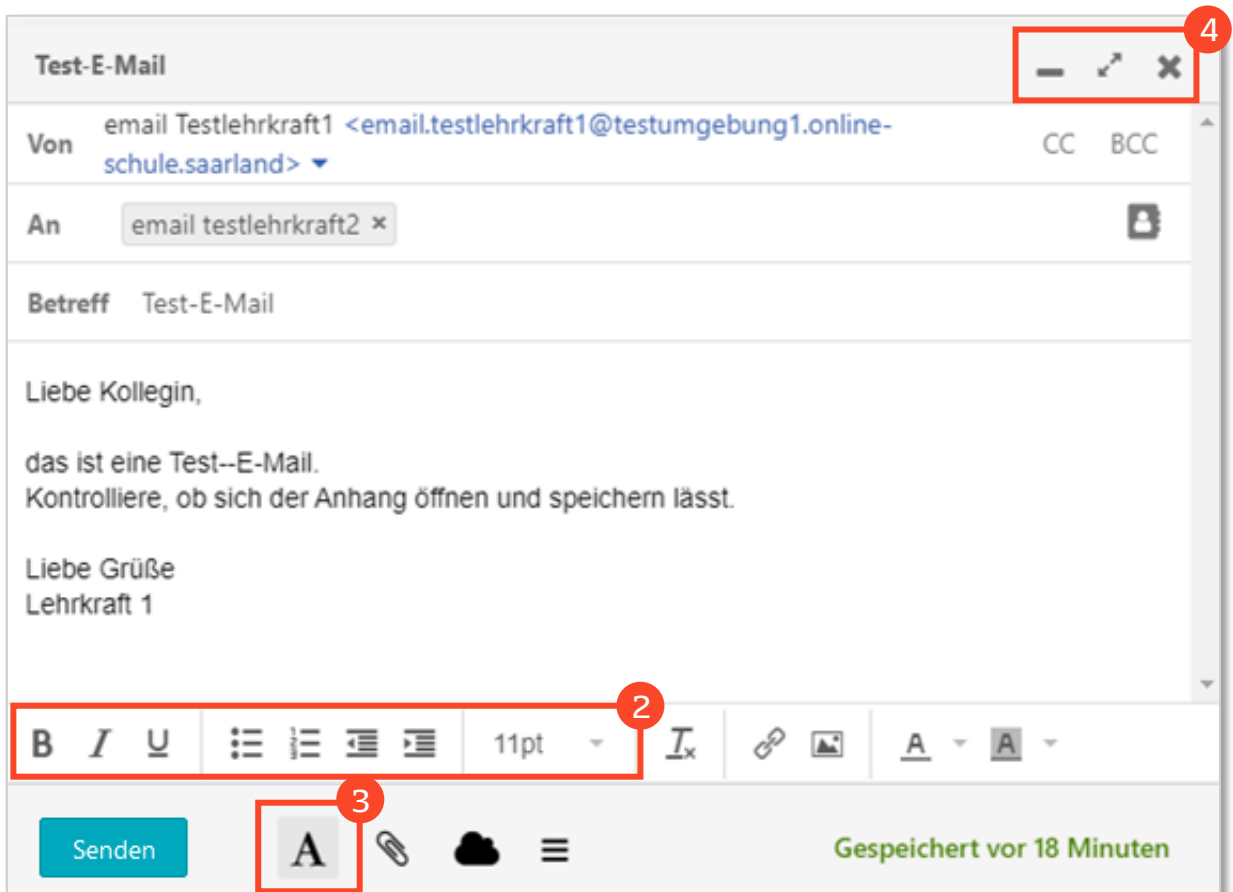 4
Test-E-Mail
Von email Testlehrkraft1 <email.testlehrkraft1@testumgebung1.online-
schule.saarland> CC BCC
An email testlehrkraft2 ×
Betreff Test-E-Mail
Liebe Kollegin,
das ist eine Test--E-Mail.
Kontrolliere, ob sich der Anhang öffnen und speichern lässt.
Liebe Grüße
Lehrkraft 1
2
B I U 11pt Tx A A
3
Senden A Gespeichert vor 18 Minuten